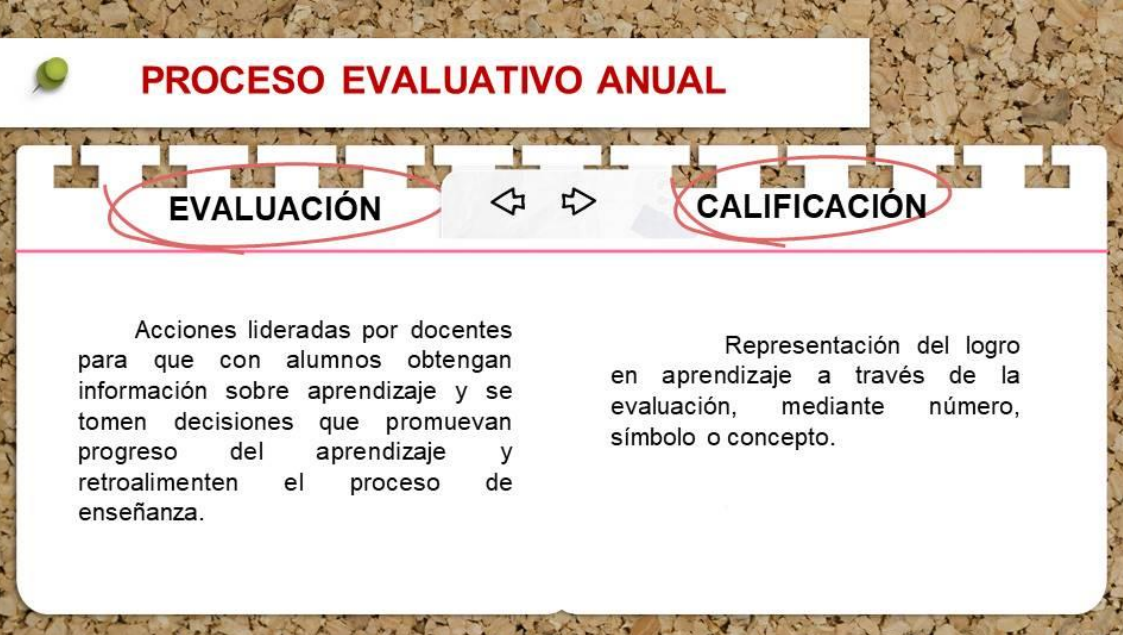 PROCESO EVALUATIVO ANUAL
EVALUACIÓN
CALIFICACIÓN
Acciones lideradas por docentes
para que con alumnos obtengan
información sobre aprendizaje y se
tomen decisiones que promuevan
progreso del aprendizaje y
retroalimenten el proceso de
enseñanza.
Representación del logro
en aprendizaje a través de la
evaluación, mediante número,
símbolo o concepto.